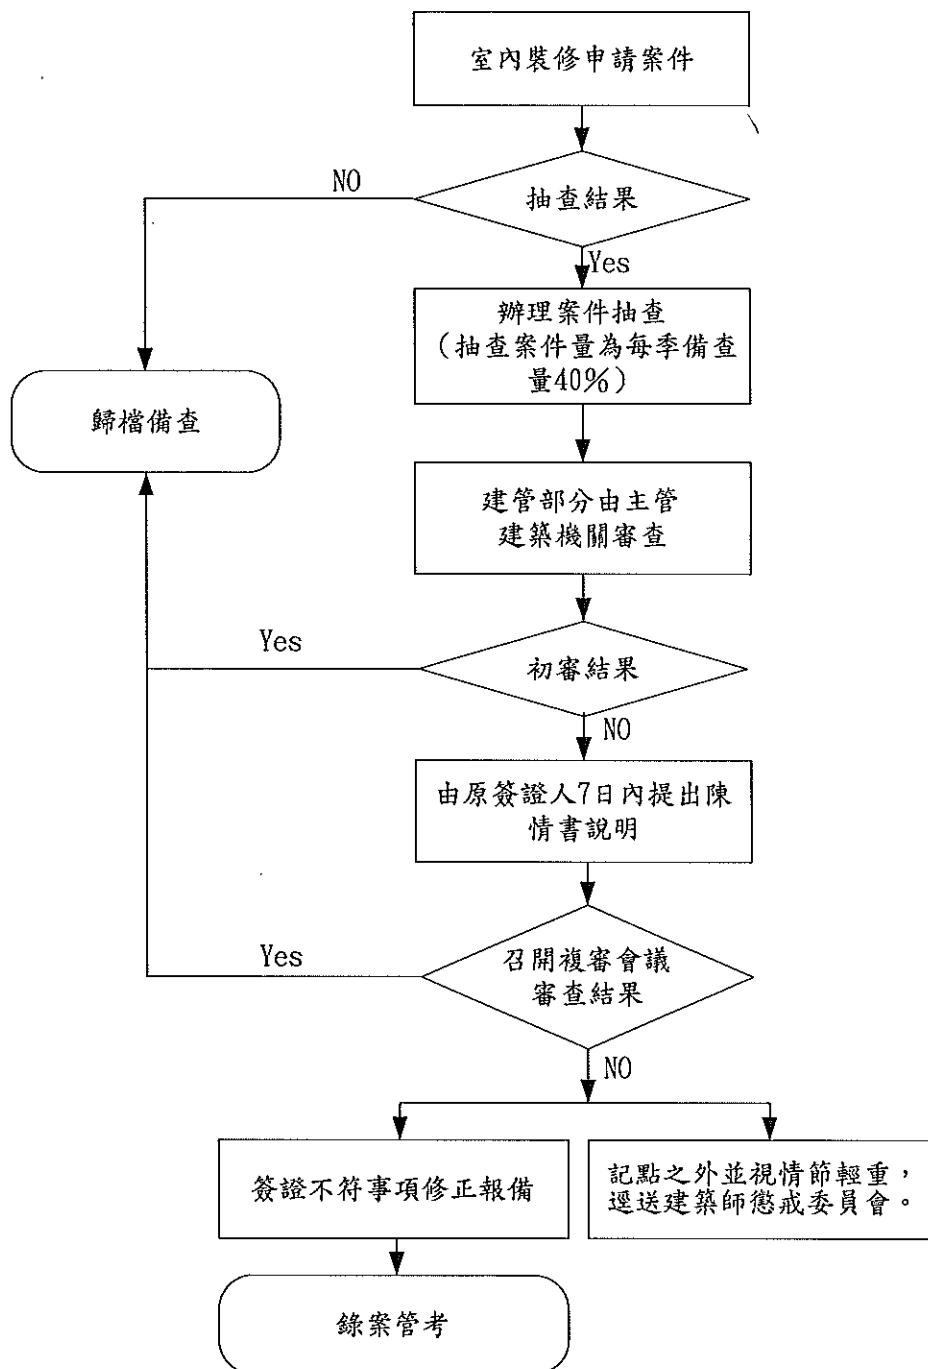 室內裝修申請案件
NO
抽查結果
Yes
辦理案件抽查
（抽查案件量為每季備查
量40%）
歸檔備查
建管部分由主管
建築機關審查
Yes
初審結果
NO
由原簽證人7日內提出陳
情書說明
Yes
召開複審會議
審查結果
NO
簽證不符事項修正報備
記點之外並視情節輕重，
逕送建築師懲戒委員會。
錄案管考